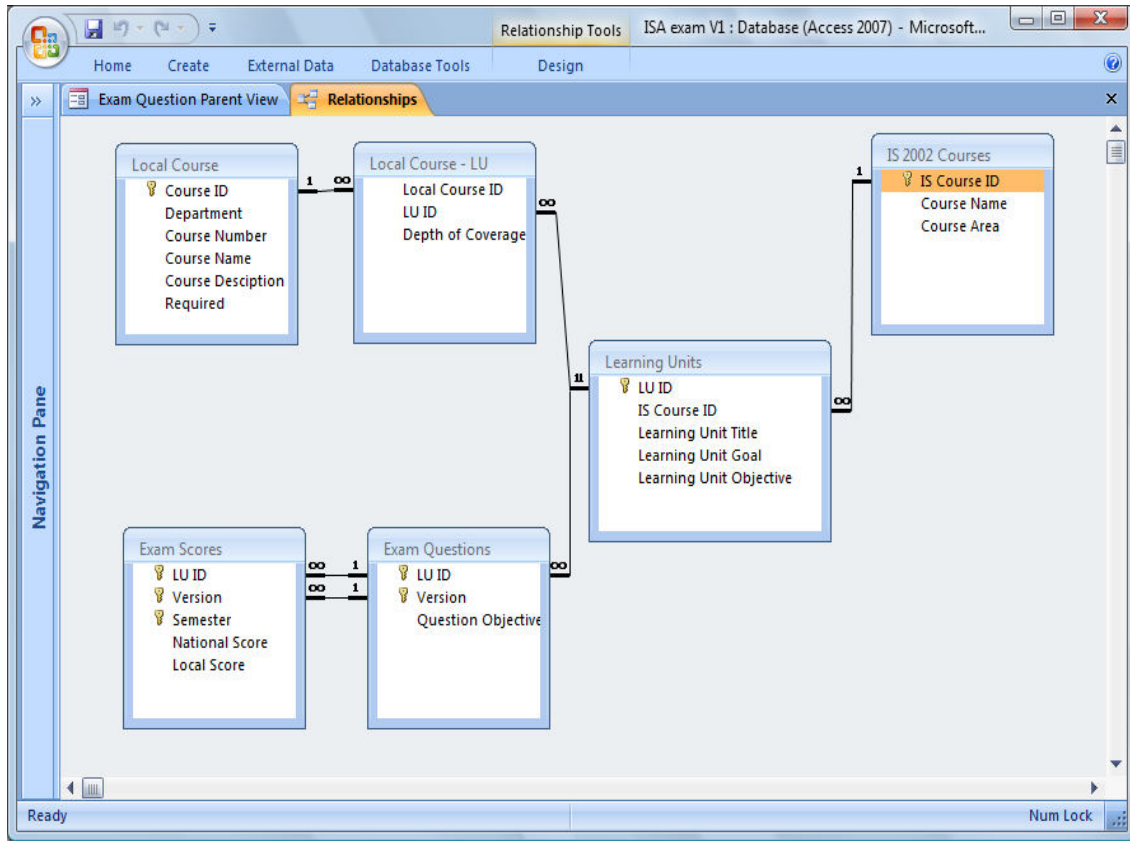 Relationship Tools
ISA exam V1 : Database (Access 2007) - Microsoft...
Home
Create
External Data
Database Tools
Design
Exam Question Parent View
Relationships
Navigation Pane
Local Course
Course ID
Department
Course Number
Course Name
Course Desciption
Required
1
∞
Local Course - LU
Local Course ID
LU ID
Depth of Coverage
∞
IS 2002 Courses
IS Course ID
Course Name
Course Area
1
Learning Units
LU ID
IS Course ID
Learning Unit Title
Learning Unit Goal
Learning Unit Objective
11
∞
Exam Scores
LU ID
Version
Semester
National Score
Local Score
∞ 1
∞ 1
Exam Questions
LU ID
Version
Question Objective
∞
Ready
Num Lock